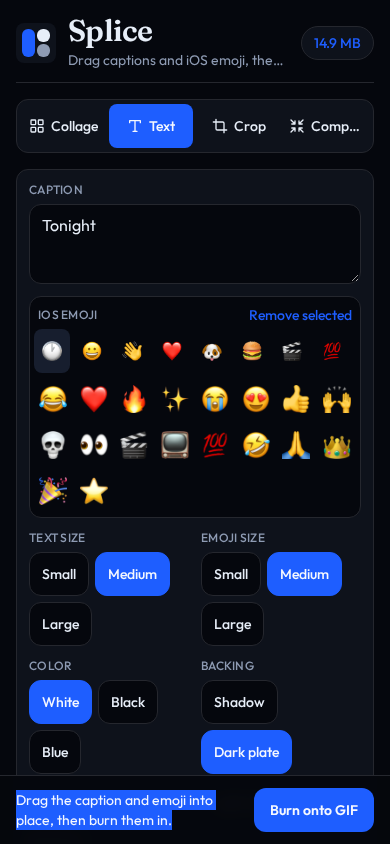 Splice
Drag captions and iOS emoji, the…
14.9 MB
Collage
Text
Crop
Comp…
CAPTION
Tonight
IOS EMOJI
Remove selected
TEXT SIZE
Small
Medium
Large
EMOJI SIZE
Small
Medium
Large
COLOR
White
Black
Blue
BACKING
Shadow
Dark plate
Drag the caption and emoji into
place, then burn them in.
Burn onto GIF